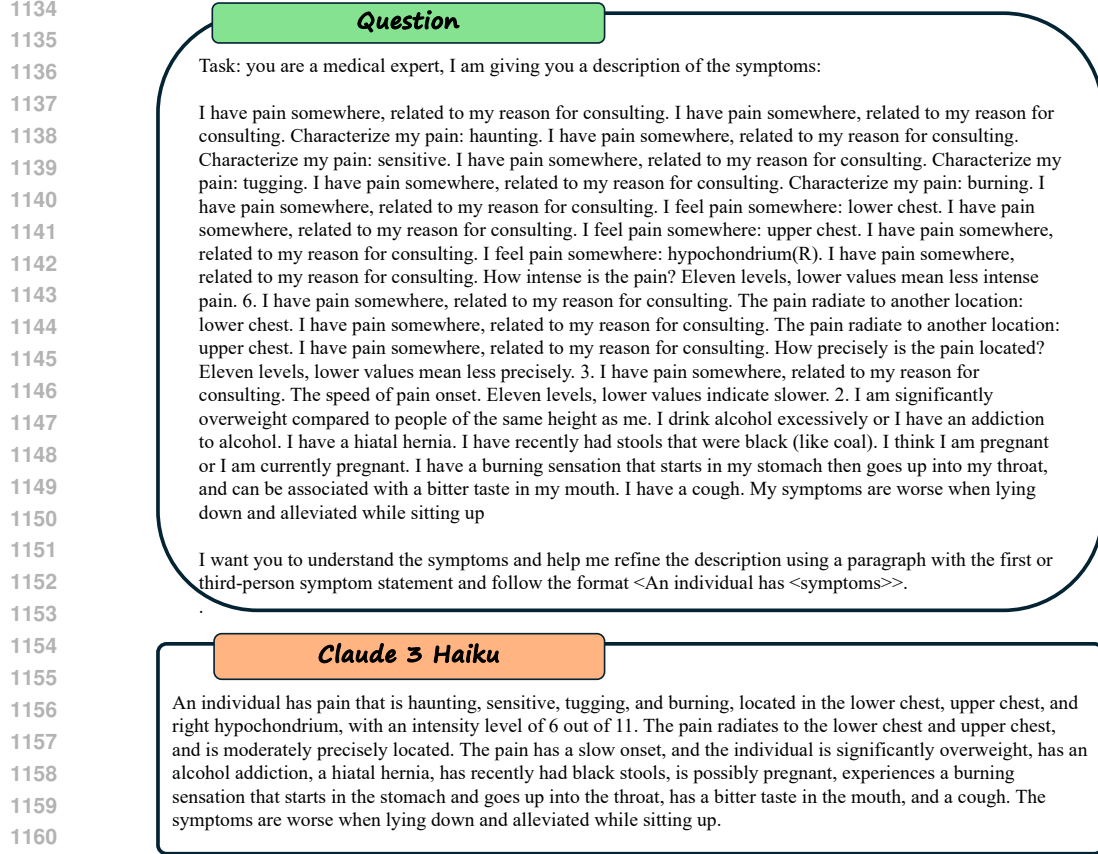 1134
1135
1136
1137
1138
1139
1140
1141
1142
1143
1144
1145
1146
1147
1148
1149
1150
1151
1152
1153
1154
1155
1156
1157
1158
1159
1160
Question
Task: you are a medical expert, I am giving you a description of the symptoms:
I have pain somewhere, related to my reason for consulting. I have pain somewhere, related to my reason for
consulting. Characterize my pain: haunting. I have pain somewhere, related to my reason for consulting.
Characterize my pain: sensitive. I have pain somewhere, related to my reason for consulting. Characterize my
pain: tugging. I have pain somewhere, related to my reason for consulting. Characterize my pain: burning. I
have pain somewhere, related to my reason for consulting. I feel pain somewhere: lower chest. I have pain
somewhere, related to my reason for consulting. I feel pain somewhere: upper chest. I have pain somewhere,
related to my reason for consulting. I feel pain somewhere: hypochondrium(R). I have pain somewhere,
related to my reason for consulting. How intense is the pain? Eleven levels, lower values mean less intense
pain. 6. I have pain somewhere, related to my reason for consulting. The pain radiate to another location:
lower chest. I have pain somewhere, related to my reason for consulting. The pain radiate to another location:
upper chest. I have pain somewhere, related to my reason for consulting. How precisely is the pain located?
Eleven levels, lower values mean less precisely. 3. I have pain somewhere, related to my reason for
consulting. The speed of pain onset. Eleven levels, lower values indicate slower. 2. I am significantly
overweight compared to people of the same height as me. I drink alcohol excessively or I have an addiction
to alcohol. I have a hiatal hernia. I have recently had stools that were black (like coal). I think I am pregnant
or I am currently pregnant. I have a burning sensation that starts in my stomach then goes up into my throat,
and can be associated with a bitter taste in my mouth. I have a cough. My symptoms are worse when lying
down and alleviated while sitting up
I want you to understand the symptoms and help me refine the description using a paragraph with the first or
third-person symptom statement and follow the format <An individual has <symptoms>>.
.
Claude 3 Haiku
An individual has pain that is haunting, sensitive, tugging, and burning, located in the lower chest, upper chest, and
right hypochondrium, with an intensity level of 6 out of 11. The pain radiates to the lower chest and upper chest,
and is moderately precisely located. The pain has a slow onset, and the individual is significantly overweight, has an
alcohol addiction, a hiatal hernia, has recently had black stools, is possibly pregnant, experiences a burning
sensation that starts in the stomach and goes up into the throat, has a bitter taste in the mouth, and a cough. The
symptoms are worse when lying down and alleviated while sitting up.